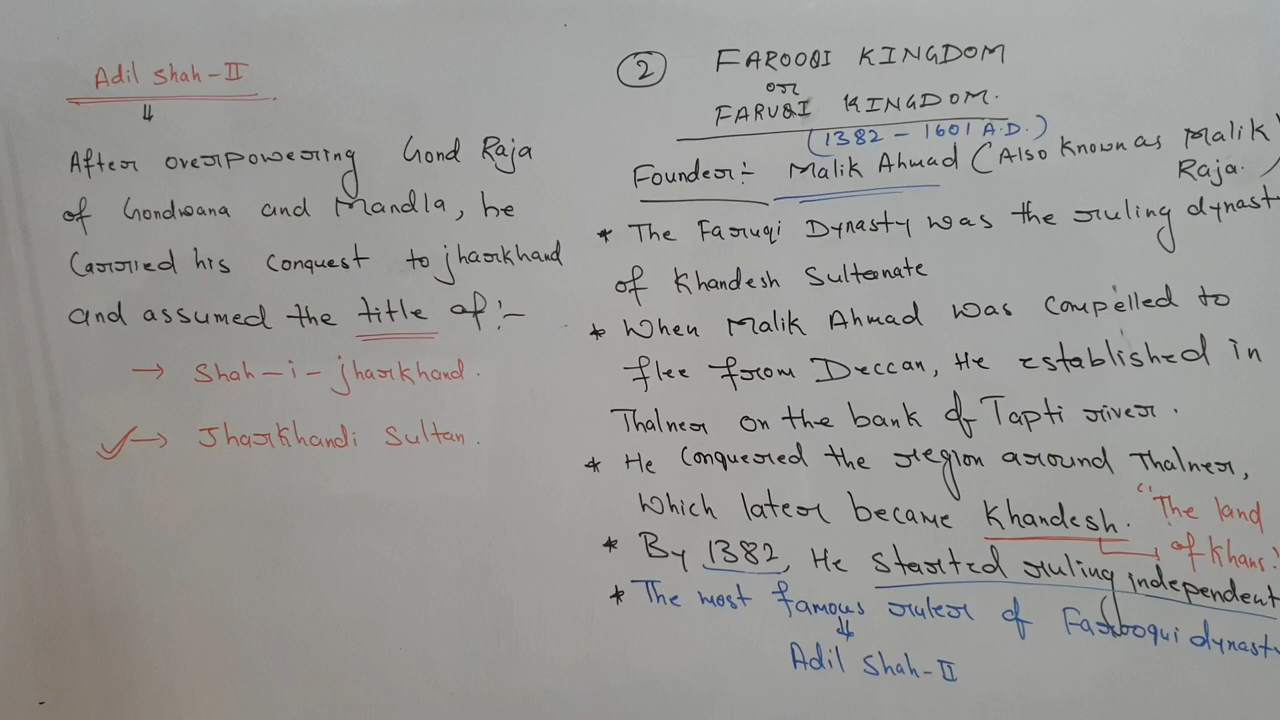 Adil Shah-II
After overpowering Gond Raja
of Gondwana and Mandla, he
Carried his conquest to jharkhand
and assumed the title of:-
→ Shah-i-jharkhand.
✓→ Jharkhandi Sultan.
② FAROOQI KINGDOM
or
FARUQI KINGDOM.
(1382 - 1601 A.D.)
Founder:- Malik Ahmad (Also known as Malik
Raja.)
* The Faruqi Dynasty was the ruling dynast
of Khandesh Sultanate
* When Malik Ahmad was compelled to
flee from Deccan, He established in
Thalner on the bank of Tapti river.
* He conquered the region around Thalner,
Which later became Khandesh. "The land
of Khans.
* By 1382, He started ruling independent
* The most famous ruler of Farooqui dynast
Adil Shah-II